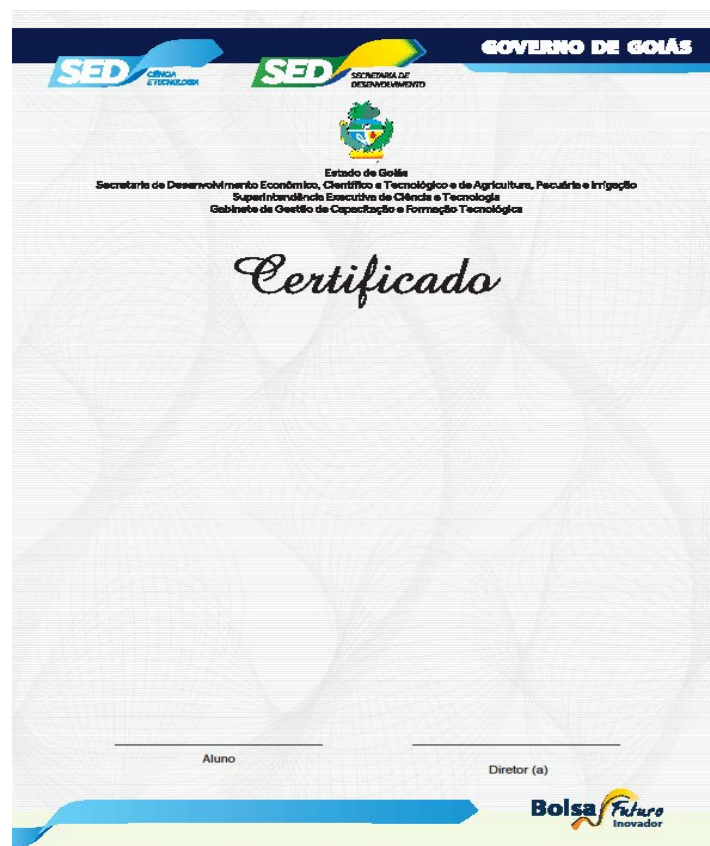 GOVERNO DE GOIÁS
SED CIÊNCIA
E TECNOLOGIA
SED SECRETARIA DE
DESENVOLVIMENTO
Estado de Goiás
Secretaria de Desenvolvimento Econômico, Científico e Tecnológico e de Agricultura, Pecuária e Irrigação
Superintendência Executiva de Ciência e Tecnologia
Gabinete de Gestão de Capacitação e Formação Tecnológica
Certificado
Aluno
Diretor (a)
Bolsa Futuro
Inovador